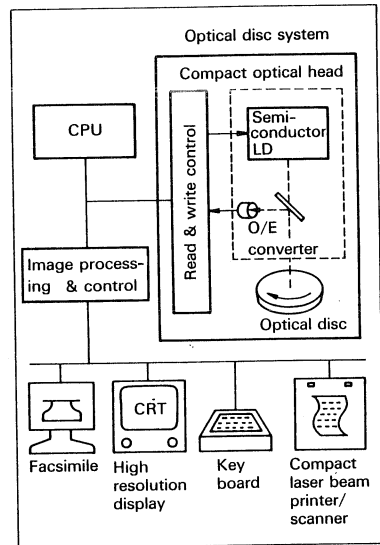 Optical disc system
Compact optical head
CPU
Read & write control
Semi-
conductor
LD
O/E
converter
Image process-
ing & control
Optical disc
CRT
Facsimile
High
resolution
display
Key
board
Compact
laser beam
printer/
scanner